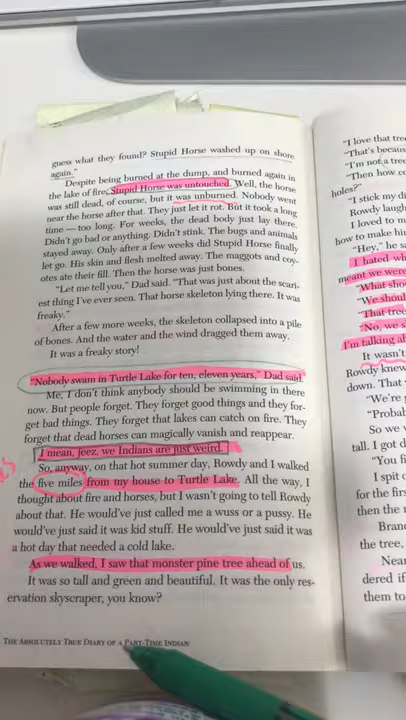 guess what they found? Stupid Horse washed up on shore
again."
Despite being burned at the dump, and burned again in
the lake of fire, Stupid Horse was untouched. Well, the horse
was still dead, of course, but it was unburned. Nobody went
near the horse after that. They just let it rot. But it took a long
time — too long. For weeks, the dead body just lay there.
Didn't go bad or anything. Didn't stink. The bugs and animals
stayed away. Only after a few weeks did Stupid Horse finally
let go. His skin and flesh melted away. The maggots and coy-
otes ate their fill. Then the horse was just bones.
"Let me tell you," Dad said. "That was just about the scari-
est thing I've ever seen. That horse skeleton lying there. It was
freaky."
After a few more weeks, the skeleton collapsed into a pile
of bones. And the water and the wind dragged them away.
It was a freaky story!
"Nobody swam in Turtle Lake for ten, eleven years," Dad said.
Me, I don't think anybody should be swimming in there
now. But people forget. They forget good things and they for-
get bad things. They forget that lakes can catch on fire. They
forget that dead horses can magically vanish and reappear.
I mean, jeez, we Indians are just weird.
So, anyway, on that hot summer day, Rowdy and I walked
the five miles from my house to Turtle Lake. All the way, I
thought about fire and horses, but I wasn't going to tell Rowdy
about that. He would've just called me a wuss or a pussy. He
would've just said it was kid stuff. He would've just said it was
a hot day that needed a cold lake.
As we walked, I saw that monster pine tree ahead of us.
It was so tall and green and beautiful. It was the only res-
ervation skyscraper, you know?
THE ABSOLUTELY TRUE DIARY OF A PART-TIME INDIAN
"I love that tree
"That's becaus
"I'm not a tree
"Then how c
holes?"
"I stick my di
Rowdy laugh
I loved to m
how to make hi
"Hey," he sa
I hated wh
meant we were
"What shou
"We shoul
"That tree
"No, we s
I'm talking a
It wasn't
Rowdy knew
down. That
"We're g
"Probal
So we
tall. I got d
"You fi
I spit c
for the firs
then the r
Branc
the tree,
Near
dered if
them to